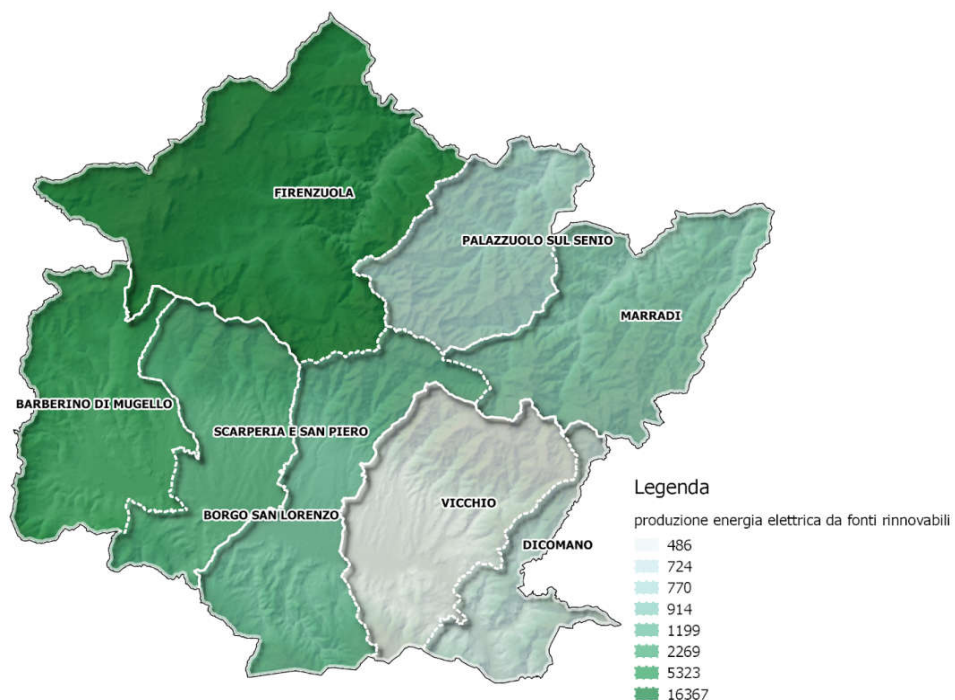 FIRENZUOLA
PALAZZUOLO SUL SENIO
MARRADI
BARBERINO DI MUGELLO
SCARPERIA E SAN PIERO
VICCHIO
BORGO SAN LORENZO
DICOMANO
Legenda
produzione energia elettrica da fonti rinnovabili
486
724
770
914
1199
2269
5323
16367